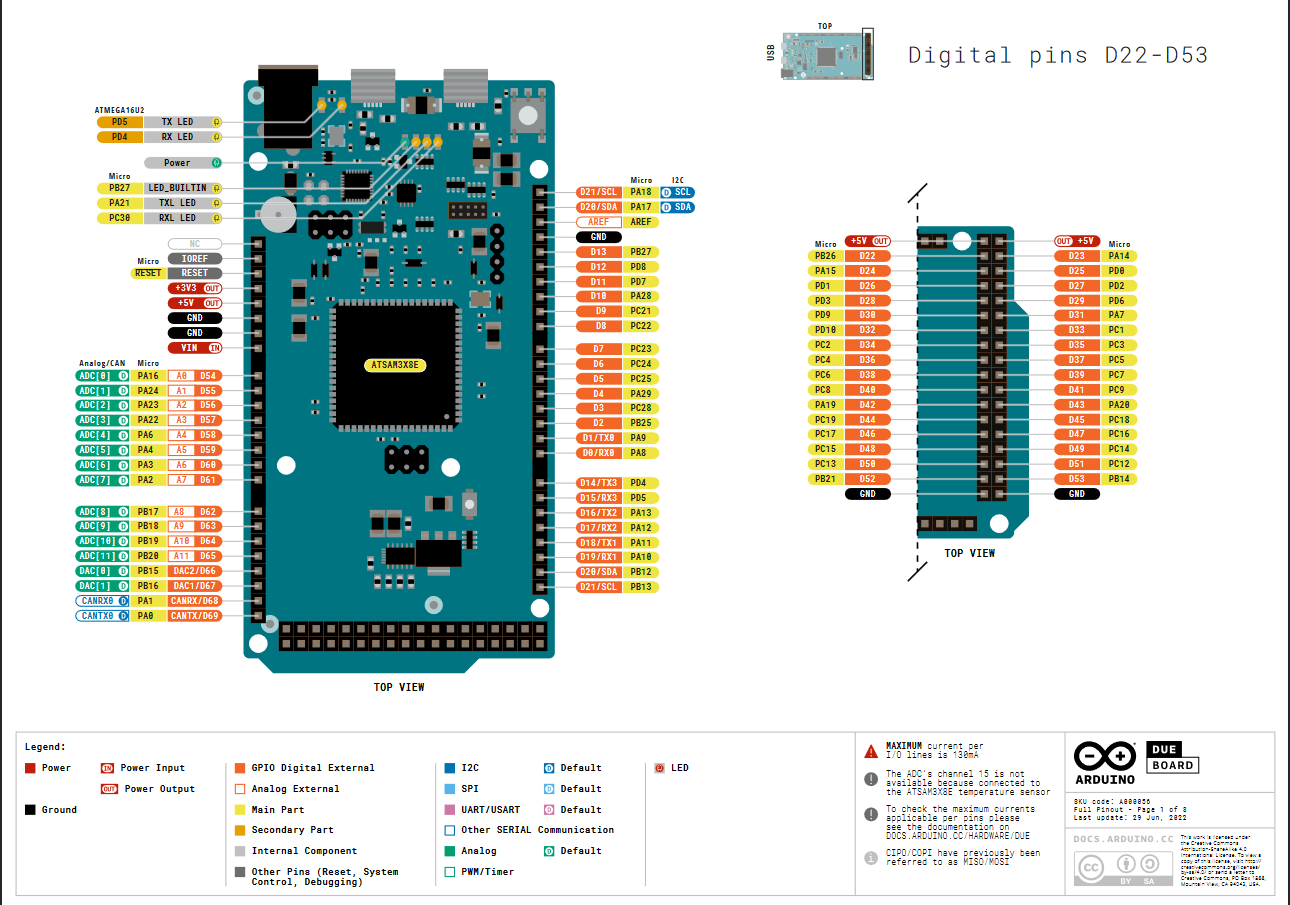 TOP
USB
Digital pins D22-D53
ATMEGA16U2
PD5 TX LED
PD4 RX LED
Power
Micro
PB27 LED_BUILTIN
PA21 TXL LED
PC30 RXL LED
NC
IOREF
Micro
RESET RESET
+3V3 OUT
+5V OUT
GND
GND
VIN IN
Analog/CAN Micro
ADC[0] D PA16 A0 D54
ADC[1] D PA24 A1 D55
ADC[2] D PA23 A2 D56
ADC[3] D PA22 A3 D57
ADC[4] D PA6 A4 D58
ADC[5] D PA4 A5 D59
ADC[6] D PA3 A6 D60
ADC[7] D PA2 A7 D61
ADC[8] D PB17 A8 D62
ADC[9] D PB18 A9 D63
ADC[10] D PB19 A10 D64
ADC[11] D PB20 A11 D65
DAC[0] D PB15 DAC2/D66
DAC[1] D PB16 DAC1/D67
CANRX0 D PA1 CANRX/D68
CANTX0 D PA0 CANTX/D69
ATSAM3X8E
Micro I2C
D21/SCL PA18 D SCL
D20/SDA PA17 D SDA
AREF AREF
GND
D13 PB27
D12 PD8
D11 PD7
D10 PA28
D9 PC21
D8 PC22
D7 PC23
D6 PC24
D5 PC25
D4 PA29
D3 PC28
D2 PB25
D1/TX0 PA9
D0/RX0 PA8
D14/TX3 PD4
D15/RX3 PD5
D16/TX2 PA13
D17/RX2 PA12
D18/TX1 PA11
D19/RX1 PA10
D20/SDA PB12
D21/SCL PB13
TOP VIEW
Micro +5V OUT OUT +5V Micro
PB26 D22 D23 PA14
PA15 D24 D25 PD0
PD1 D26 D27 PD2
PD3 D28 D29 PD6
PD9 D30 D31 PA7
PD10 D32 D33 PC1
PC2 D34 D35 PC3
PC4 D36 D37 PC5
PC6 D38 D39 PC7
PC8 D40 D41 PC9
PA19 D42 D43 PA20
PC19 D44 D45 PC18
PC17 D46 D47 PC16
PC15 D48 D49 PC14
PC13 D50 D51 PC12
PB21 D52 D53 PB14
GND GND
TOP VIEW
Legend:
Power
Ground
IN Power Input
OUT Power Output
GPIO Digital External
Analog External
Main Part
Secondary Part
Internal Component
Other Pins (Reset, System
Control, Debugging)
I2C D Default
SPI D Default
UART/USART D Default
Other SERIAL Communication
Analog D Default
PWM/Timer
LED
MAXIMUM current per
I/O lines is 130mA
The ADC's channel 15 is not
available because connected to
the ATSAM3X8E temperature sensor
To check the maximum currents
applicable per pins please
see the documentation on
DOCS.ARDUINO.CC/HARDWARE/DUE
CIPO/COPI have previously been
referred to as MISO/MOSI
ARDUINO
DUE
BOARD
SKU code: A000056
Full Pinout - Page 1 of 3
Last update: 29 Jun, 2022
DOCS.ARDUINO.CC
CC BY SA
This work is licensed under
the Creative Commons
Attribution-ShareAlike 4.0
International License. To view a
copy of this license, visit http://
creativecommons.org/licenses/
by-sa/4.0/ or send a letter to
Creative Commons, PO Box 1866,
Mountain View, CA 94042, USA.